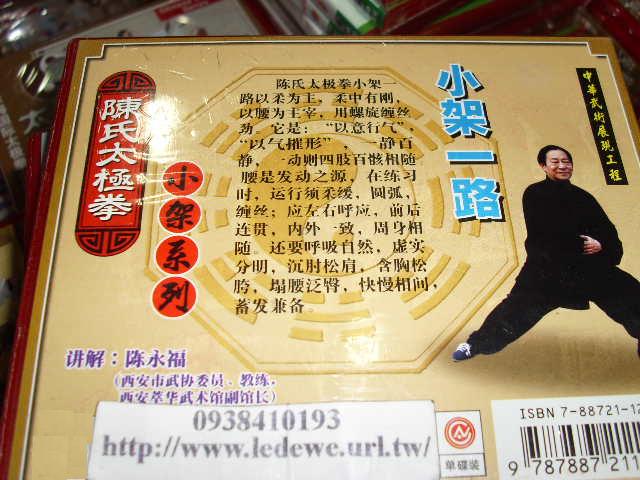 陳氏太極拳
小架系列
陈氏太极拳小架一
路以柔为主，柔中有刚，
以腰为主宰，用螺旋缠丝
劲，它是：“以意行气”，
“以气摧形”，一静百
静，一动则四肢百骸相随
腰是发动之源，在练习
时，运行须柔缓，圆弧，
缠丝；应左右呼应，前后
连贯，内外一致，周身相
随。还要呼吸自然，虚实
分明，沉肘松肩，含胸松
胯，塌腰泛臀，快慢相间，
蓄发兼备。
小架一路
中華武術展現工程
讲解：陈永福
（西安市武协委员、教练，
西安萃华武术馆副馆长）
0938410193
http://www.ledewe.url.tw/
单碟装
ISBN 7-88721-12
9 787887 211